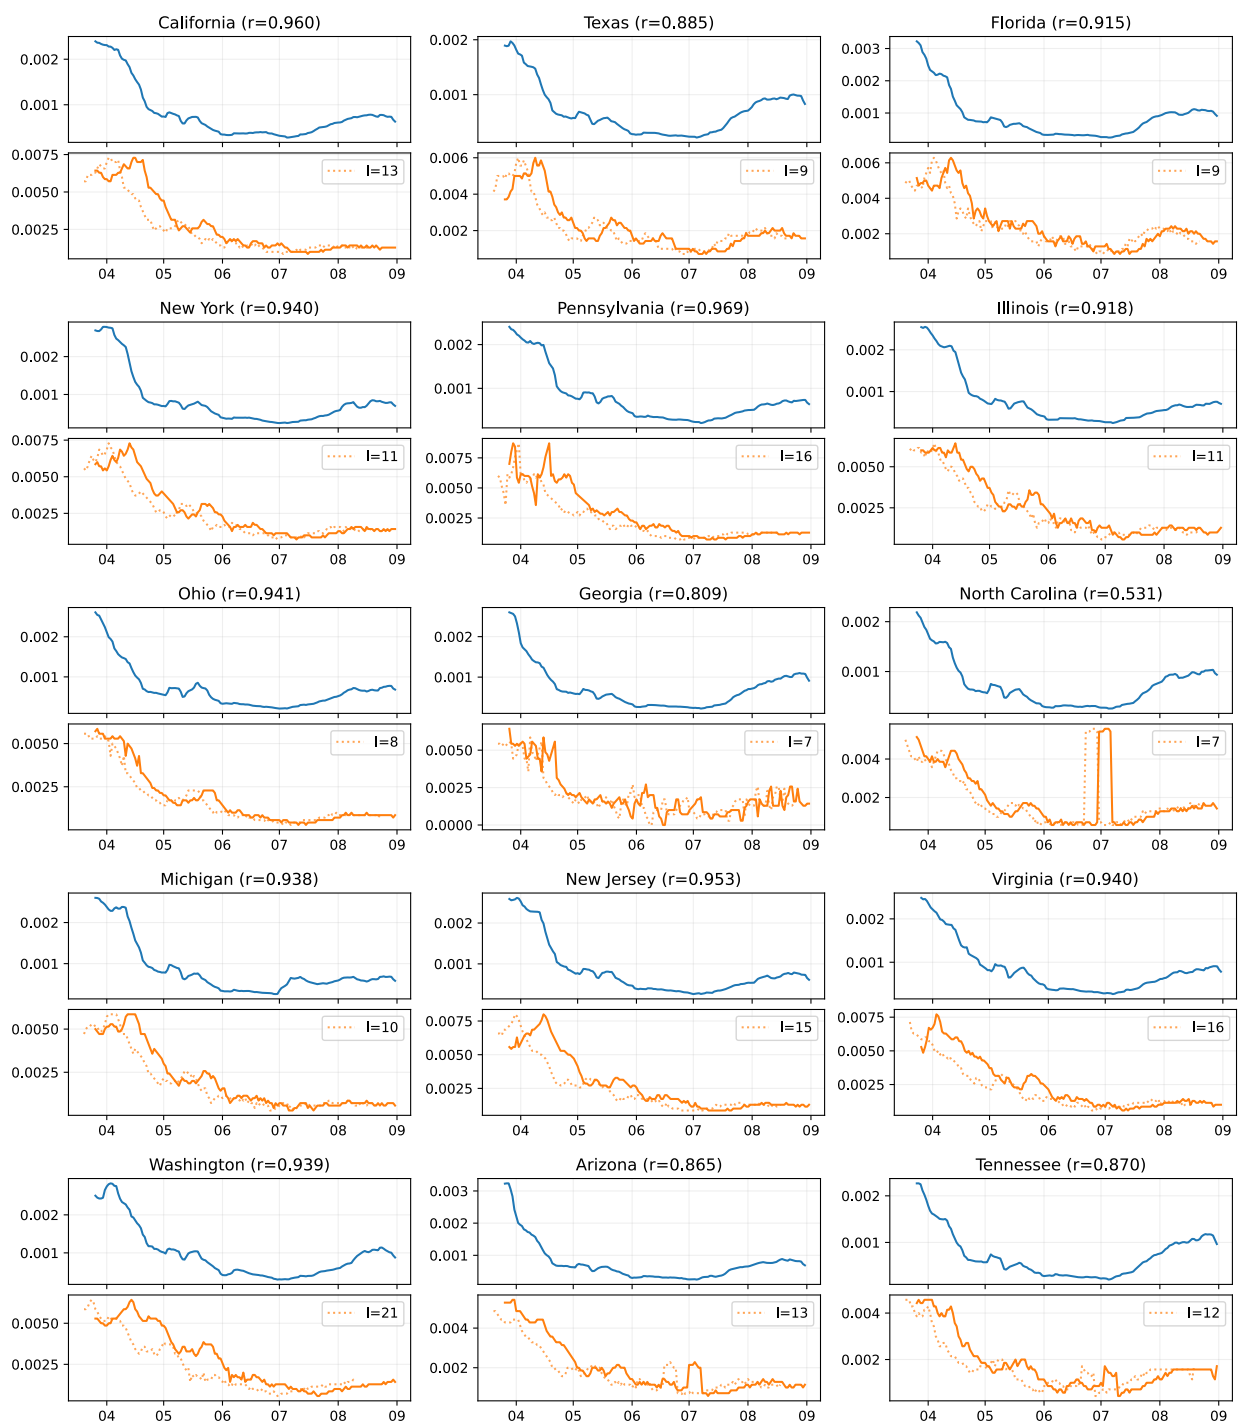 California (r=0.960)
0.002
0.001
0.0075
0.0050
0.0025
l=13
04 05 06 07 08 09
Texas (r=0.885)
0.002
0.001
0.006
0.004
0.002
l=9
04 05 06 07 08 09
Florida (r=0.915)
0.003
0.002
0.001
0.006
0.004
0.002
l=9
04 05 06 07 08 09
New York (r=0.940)
0.002
0.001
0.0075
0.0050
0.0025
l=11
04 05 06 07 08 09
Pennsylvania (r=0.969)
0.002
0.001
0.0075
0.0050
0.0025
l=16
04 05 06 07 08 09
Illinois (r=0.918)
0.002
0.001
0.0050
0.0025
l=11
04 05 06 07 08 09
Ohio (r=0.941)
0.002
0.001
0.0050
0.0025
l=8
04 05 06 07 08 09
Georgia (r=0.809)
0.002
0.001
0.0050
0.0025
0.0000
l=7
04 05 06 07 08 09
North Carolina (r=0.531)
0.002
0.001
0.004
0.002
l=7
04 05 06 07 08 09
Michigan (r=0.938)
0.002
0.001
0.0050
0.0025
l=10
04 05 06 07 08 09
New Jersey (r=0.953)
0.002
0.001
0.0075
0.0050
0.0025
l=15
04 05 06 07 08 09
Virginia (r=0.940)
0.002
0.001
0.0075
0.0050
0.0025
l=16
04 05 06 07 08 09
Washington (r=0.939)
0.002
0.001
0.0050
0.0025
l=21
04 05 06 07 08 09
Arizona (r=0.865)
0.003
0.002
0.001
0.004
0.002
l=13
04 05 06 07 08 09
Tennessee (r=0.870)
0.002
0.001
0.004
0.002
l=12
04 05 06 07 08 09